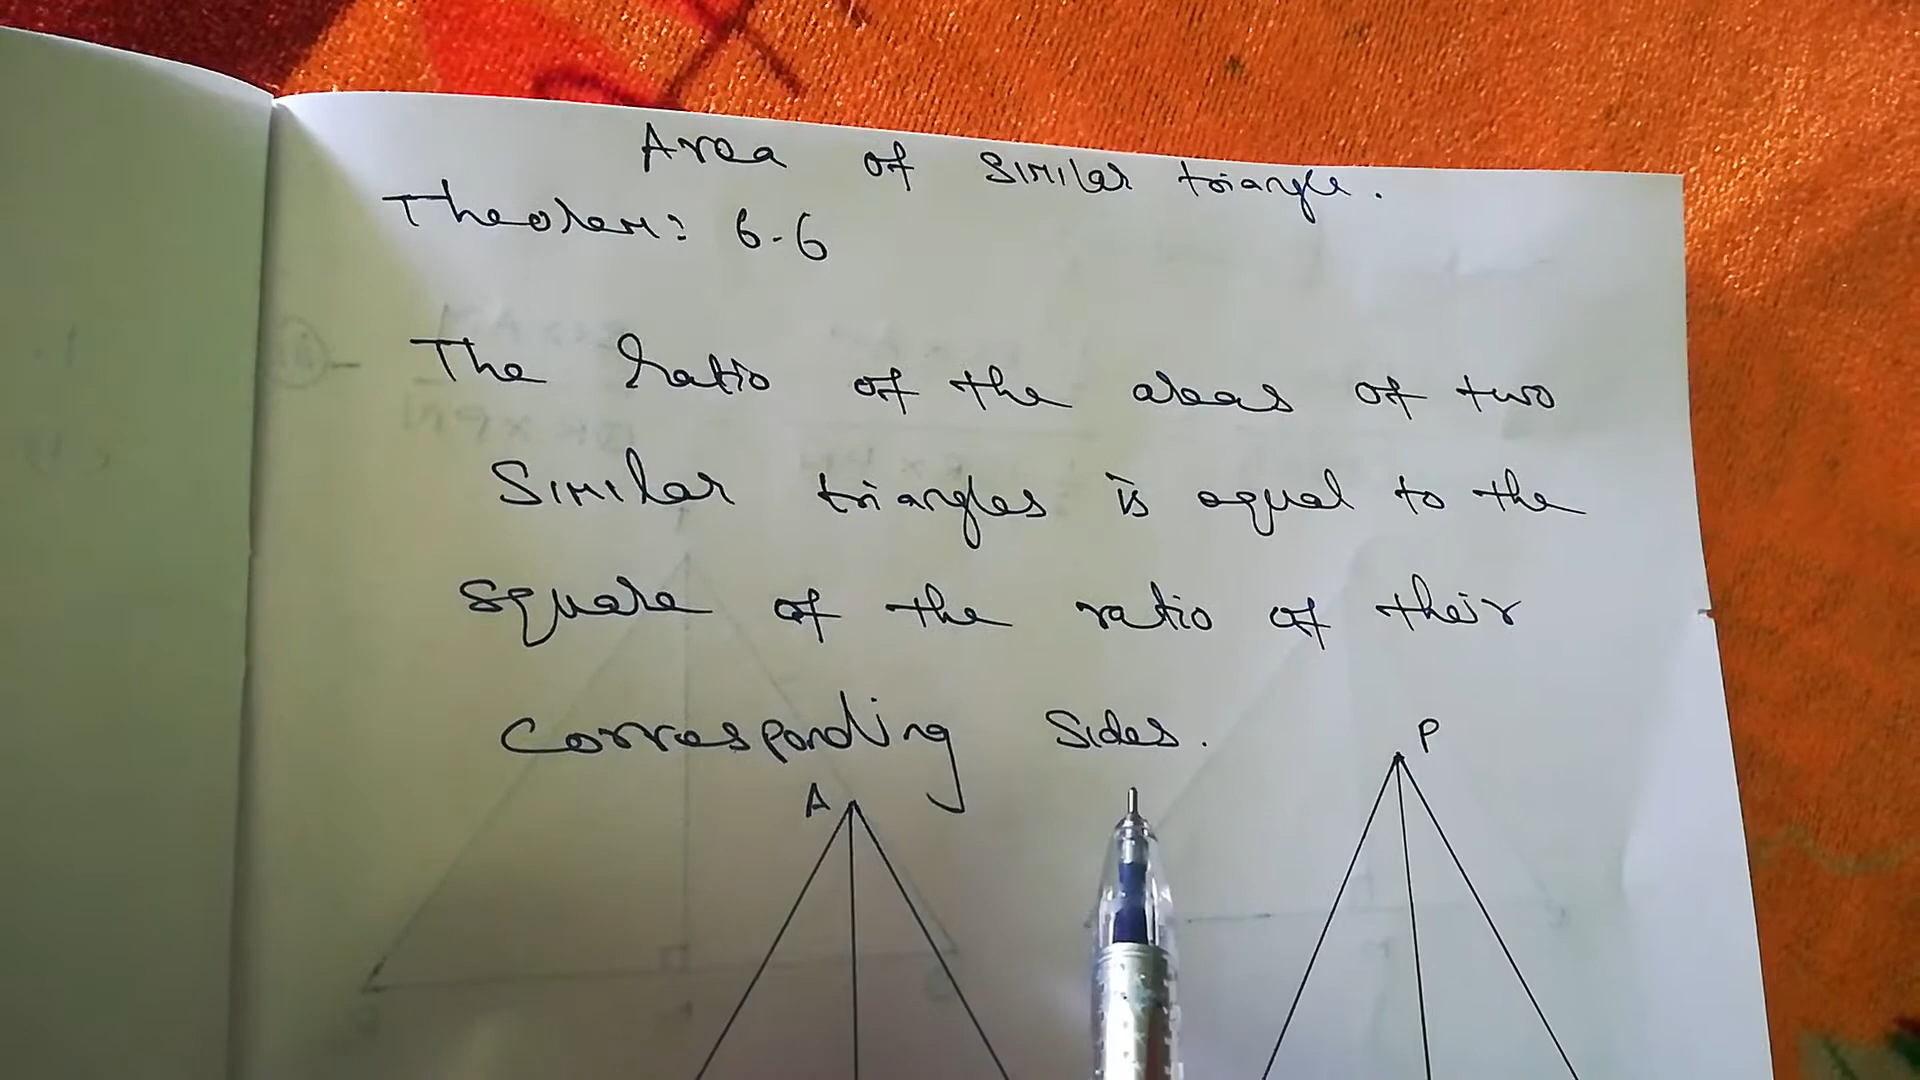 Area of Similar triangle.
Theorem: 6.6
The ratio of the areas of two
Similar triangles is equal to the
square of the ratio of their
Corresponding Sides.
A
P